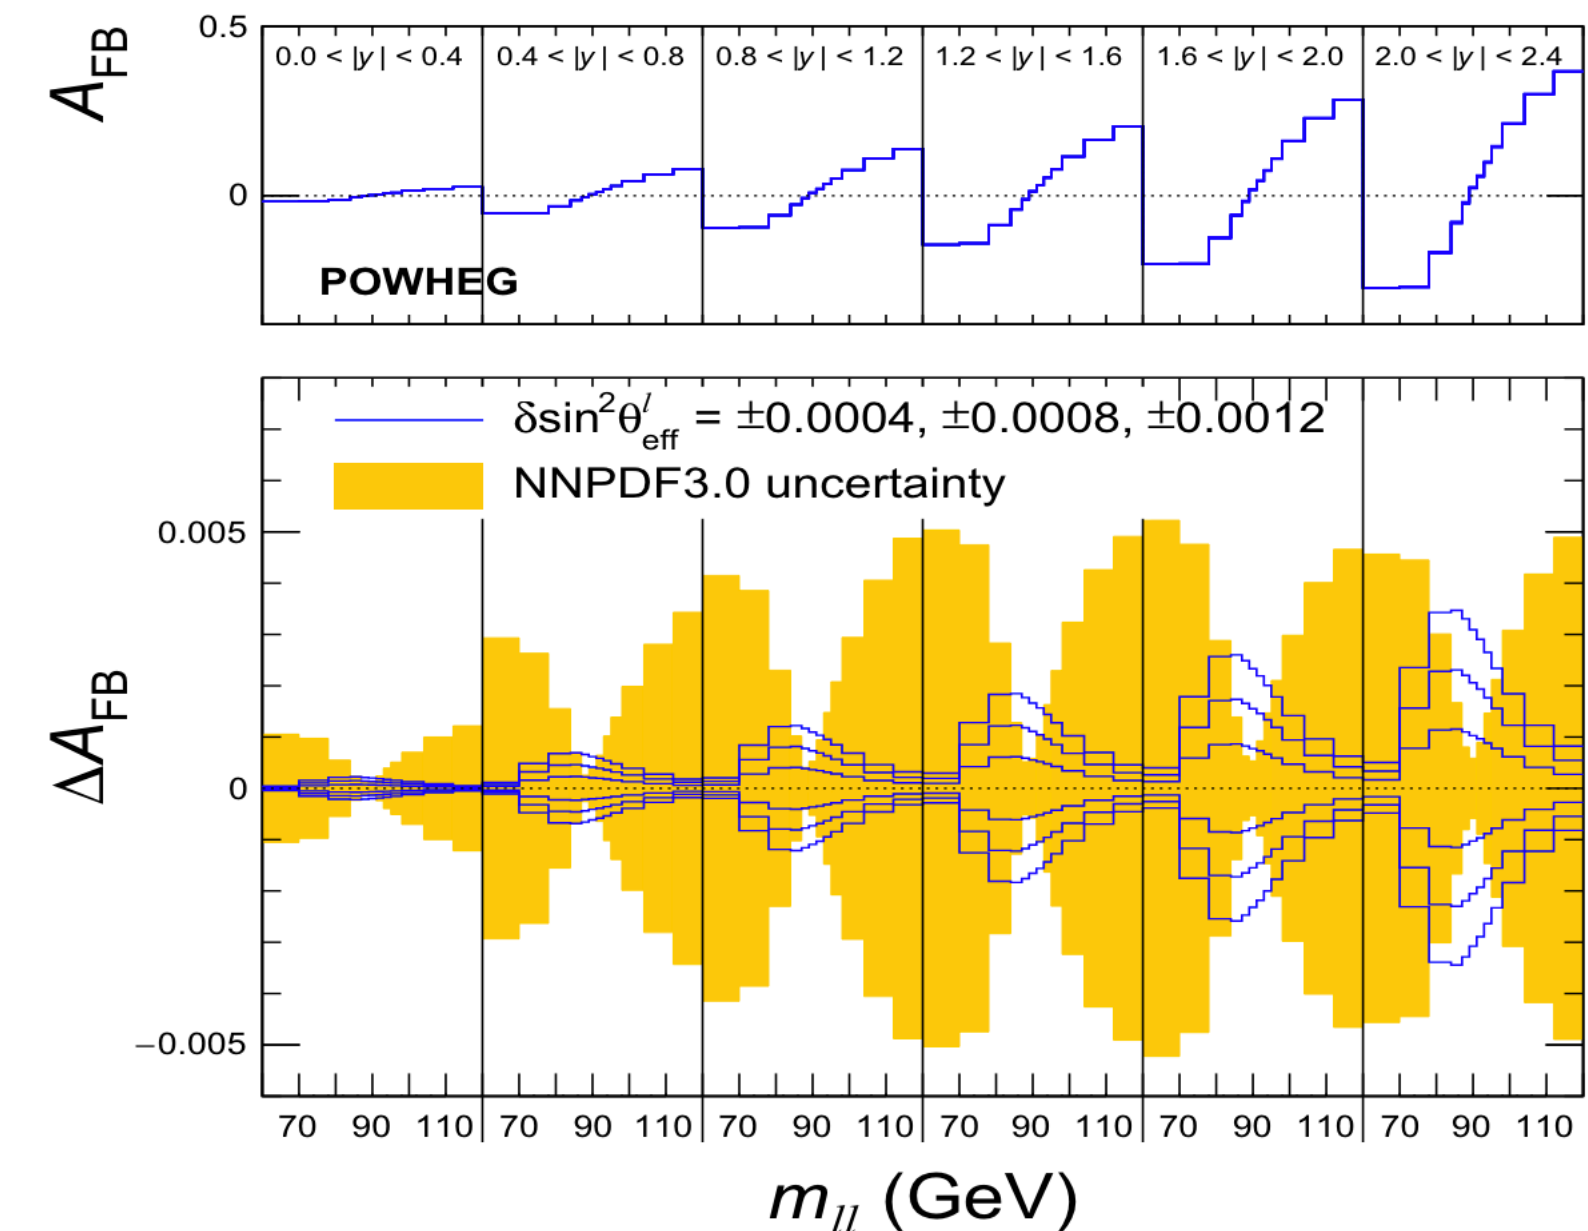 A_FB
0.5
0.0 < |y| < 0.4
0.4 < |y| < 0.8
0.8 < |y| < 1.2
1.2 < |y| < 1.6
1.6 < |y| < 2.0
2.0 < |y| < 2.4
0
POWHEG
δsin²θ^l_eff = ±0.0004, ±0.0008, ±0.0012
NNPDF3.0 uncertainty
ΔA_FB
0.005
0
−0.005
70 90 110 70 90 110 70 90 110 70 90 110 70 90 110 70 90 110
m_ll (GeV)